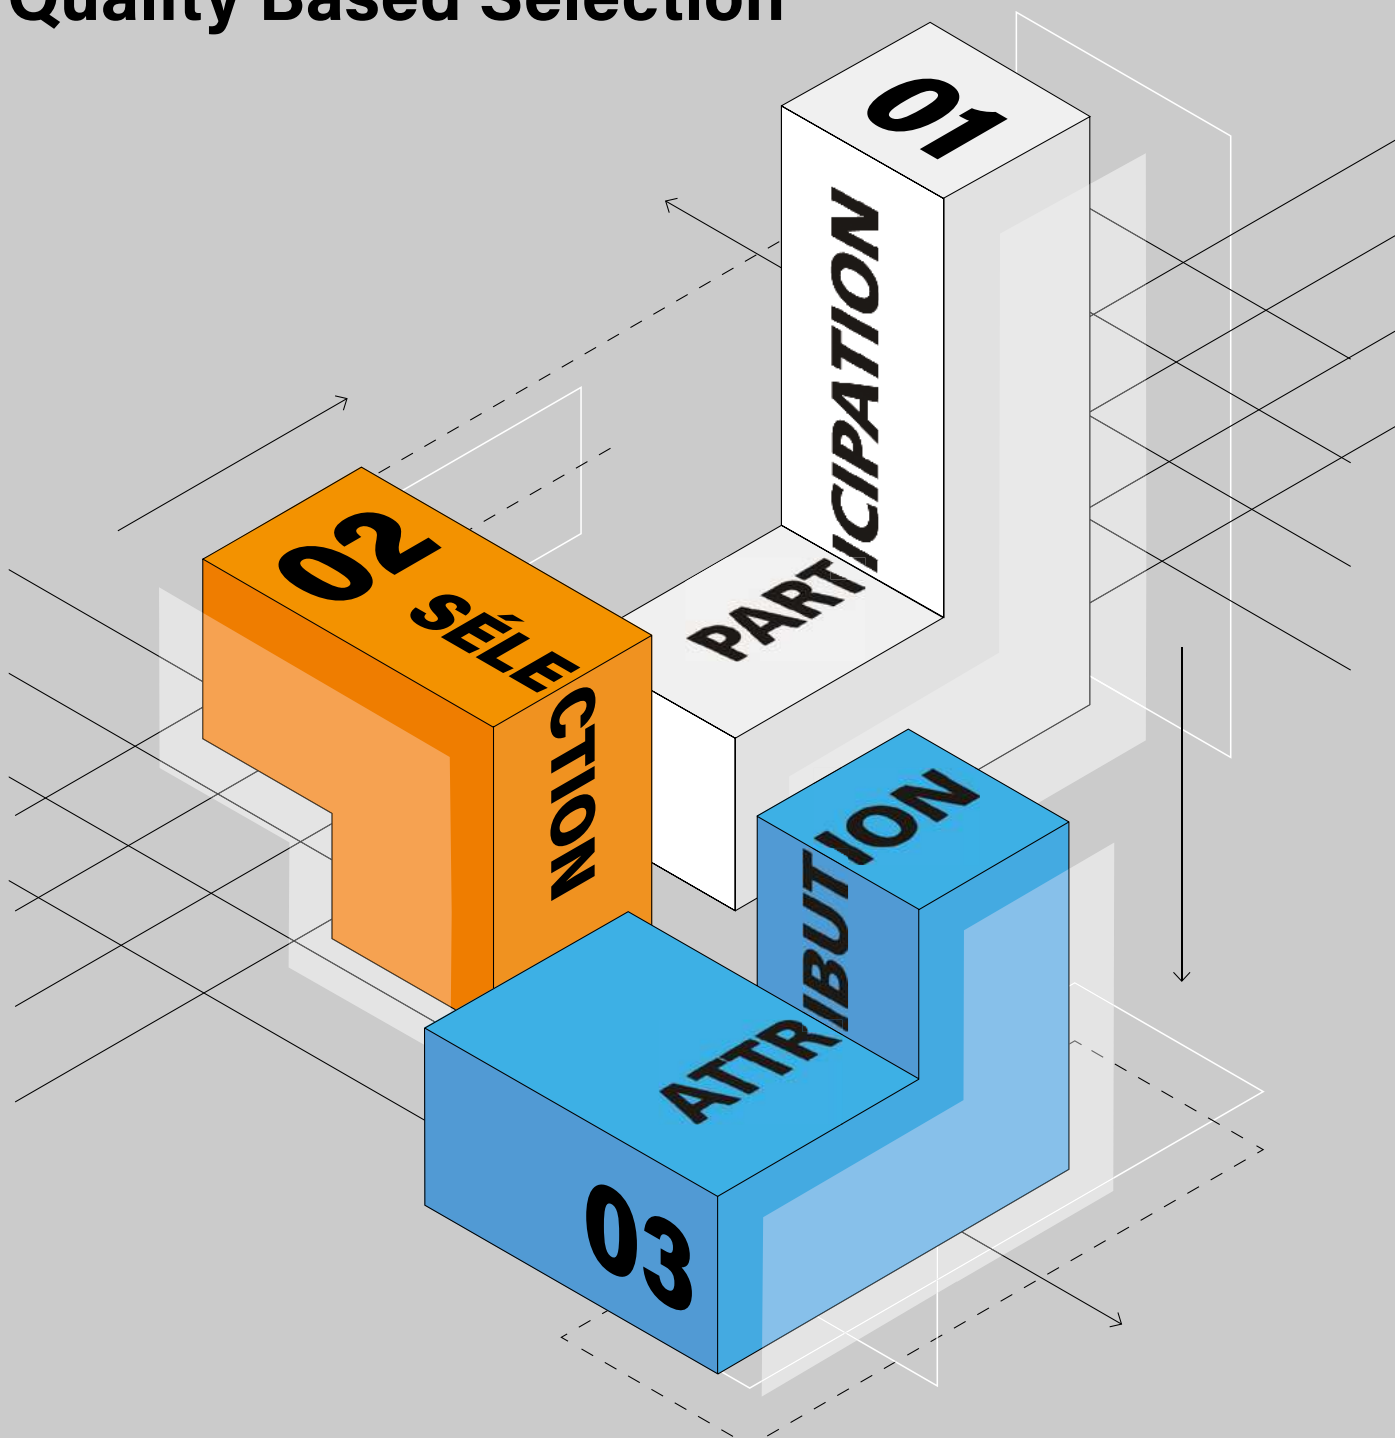 Quality Based Selection
01
PARTICIPATION
02
SÉLECTION
ATTRIBUTION
03